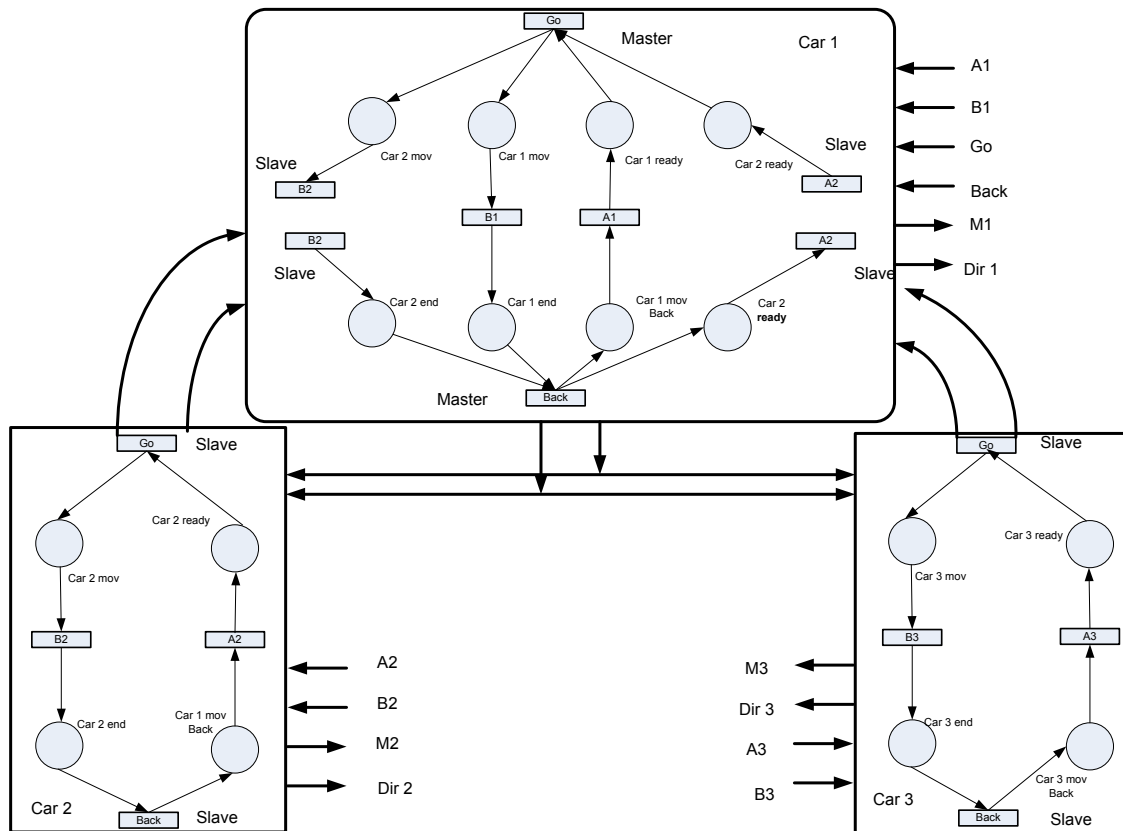 Go
Master
Car 1
A1
B1
Go
Back
M1
Dir 1
Car 2 mov
Car 1 mov
Car 1 ready
Car 2 ready
Slave
Slave
B2
A2
B1
A1
B2
A2
Slave
Slave
Car 2 end
Car 1 end
Car 1 mov
Back
Car 2
ready
Master
Back
Go
Slave
Car 2 ready
Car 2 mov
B2
A2
Car 2 end
Car 1 mov
Back
Car 2
Back
Slave
A2
B2
M2
Dir 2
M3
Dir 3
A3
B3
Go
Slave
Car 3 ready
Car 3 mov
B3
A3
Car 3 end
Car 3 mov
Back
Car 3
Back
Slave